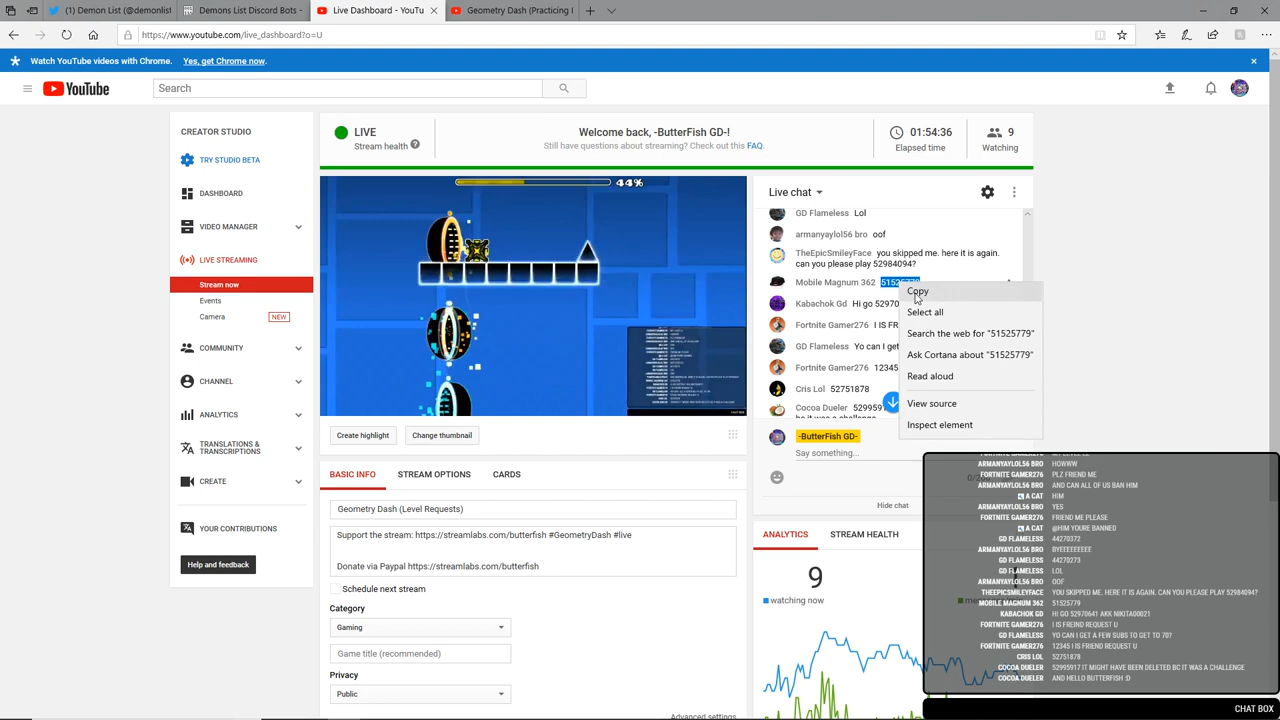 (1) Demon List (@demonlist
Demons List Discord Bots -
Live Dashboard - YouTu
Geometry Dash (Practicing I
https://www.youtube.com/live_dashboard?o=U
Watch YouTube videos with Chrome. Yes, get Chrome now.
YouTube
Search
CREATOR STUDIO
TRY STUDIO BETA
DASHBOARD
VIDEO MANAGER
LIVE STREAMING
Stream now
Events
Camera
NEW
COMMUNITY
CHANNEL
ANALYTICS
TRANSLATIONS &
TRANSCRIPTIONS
CREATE
YOUR CONTRIBUTIONS
Help and feedback
LIVE
Stream health
Welcome back, -ButterFish GD-!
Still have questions about streaming? Check out this FAQ.
01:54:36
Elapsed time
9
Watching
44%
Create highlight
Change thumbnail
BASIC INFO
STREAM OPTIONS
CARDS
Geometry Dash (Level Requests)
Support the stream: https://streamlabs.com/butterfish #GeometryDash #live
Donate via Paypal https://streamlabs.com/butterfish
Schedule next stream
Category
Gaming
Game title (recommended)
Privacy
Public
Advanced settings
Live chat
GD Flameless Lol
armanyaylol56 bro oof
TheEpicSmileyFace you skipped me. here it is again.
can you please play 52984094?
Mobile Magnum 362 51525779
Kabachok Gd Hi go 52970
Fortnite Gamer276 I IS FR
GD Flameless Yo can I get
Fortnite Gamer276 12345
Cris Lol 52751878
Cocoa Dueler 5299591
-ButterFish GD-
Say something...
Hide chat
Copy
Select all
Search the web for "51525779"
Ask Cortana about "51525779"
Read aloud
View source
Inspect element
ANALYTICS
STREAM HEALTH
9
watching now
ARMANYAYLOL56 BRO HOWWW
FORTNITE GAMER276 PLZ FRIEND ME
ARMANYAYLOL56 BRO AND CAN ALL OF US BAN HIM
A CAT HIM
ARMANYAYLOL56 BRO YES
FORTNITE GAMER276 FRIEND ME PLEASE
A CAT @HIM YOURE BANNED
GD FLAMELESS 44270372
ARMANYAYLOL56 BRO BYEEEEEEEE
GD FLAMELESS 44270273
GD FLAMELESS LOL
ARMANYAYLOL56 BRO OOF
THEEPICSMILEYFACE YOU SKIPPED ME. HERE IT IS AGAIN. CAN YOU PLEASE PLAY 52984094?
MOBILE MAGNUM 362 51525779
KABACHOK GD HI GO 52970641 AKK NIKITA00021
FORTNITE GAMER276 I IS FREIND REQUEST U
GD FLAMELESS YO CAN I GET A FEW SUBS TO GET TO 70?
FORTNITE GAMER276 12345 I IS FRIEND REQUEST U
CRIS LOL 52751878
COCOA DUELER 52995917 IT MIGHT HAVE BEEN DELETED BC IT WAS A CHALLENGE
COCOA DUELER AND HELLO BUTTERFISH :D
CHAT BOX